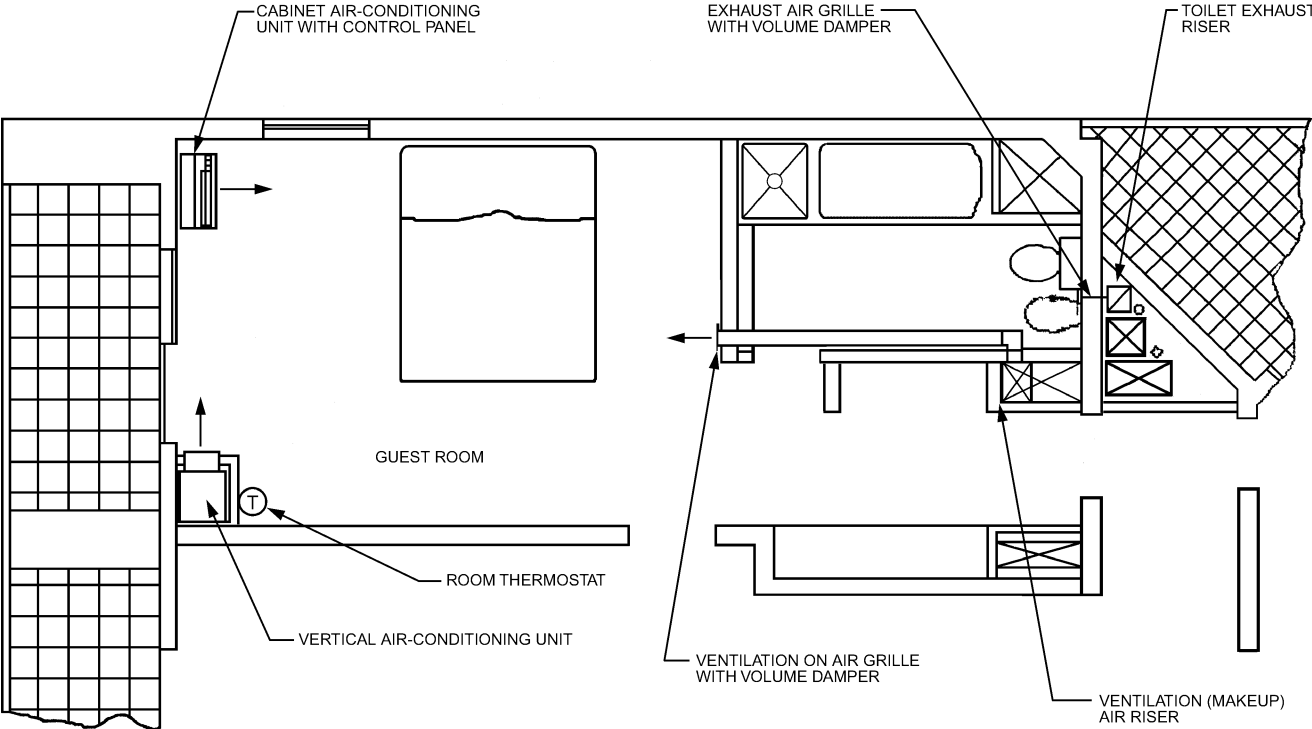 CABINET AIR-CONDITIONING
UNIT WITH CONTROL PANEL
EXHAUST AIR GRILLE
WITH VOLUME DAMPER
TOILET EXHAUST
RISER
GUEST ROOM
T
ROOM THERMOSTAT
VERTICAL AIR-CONDITIONING UNIT
VENTILATION ON AIR GRILLE
WITH VOLUME DAMPER
VENTILATION (MAKEUP)
AIR RISER